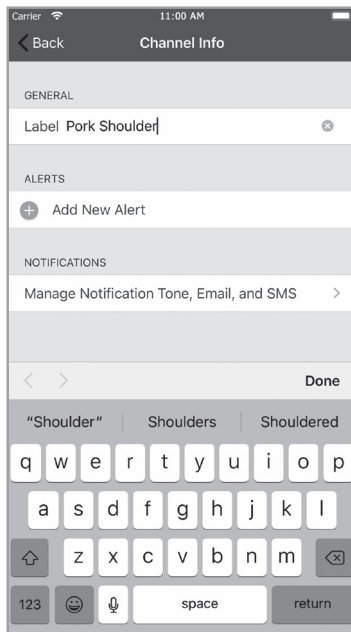 Carrier 11:00 AM
Back Channel Info
GENERAL
Label Pork Shoulder
ALERTS
Add New Alert
NOTIFICATIONS
Manage Notification Tone, Email, and SMS
Done
“Shoulder” Shoulders Shouldered
q w e r t y u i o p
a s d f g h j k l
z x c v b n m
123 space return